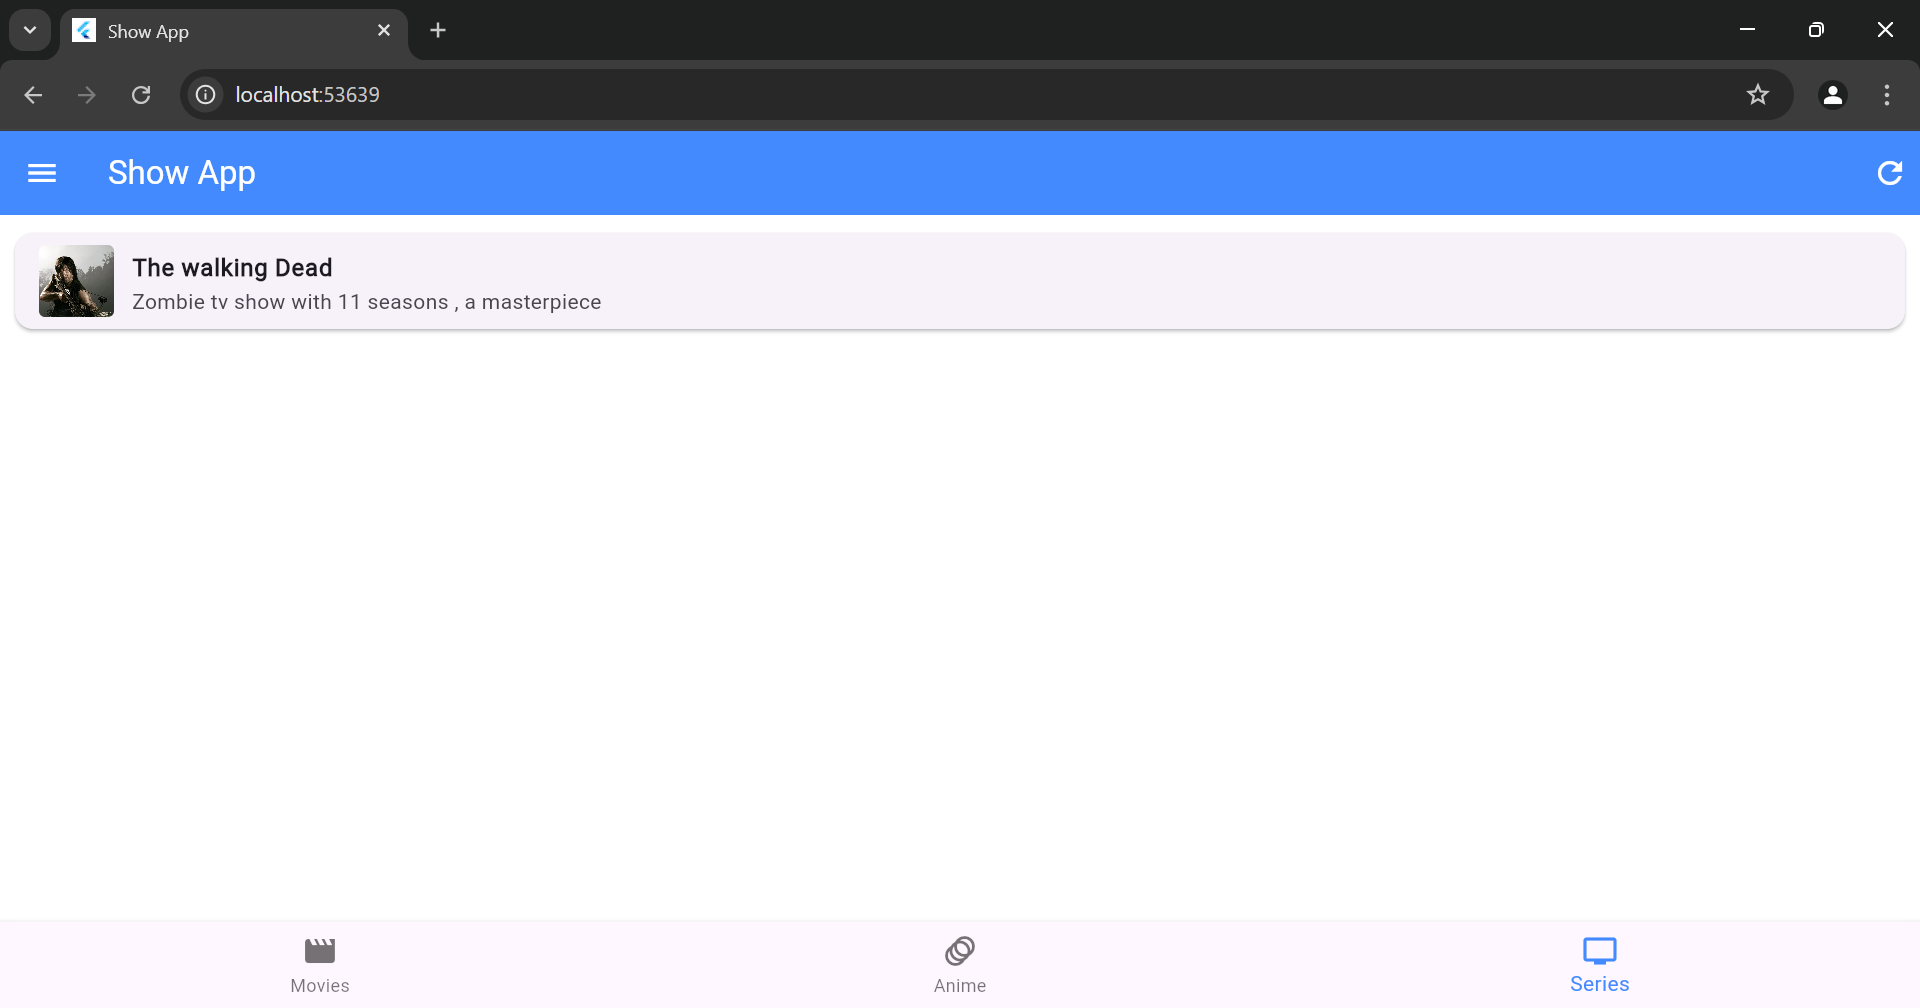 Show App
localhost:53639
Show App
The walking Dead
Zombie tv show with 11 seasons , a masterpiece
Movies
Anime
Series